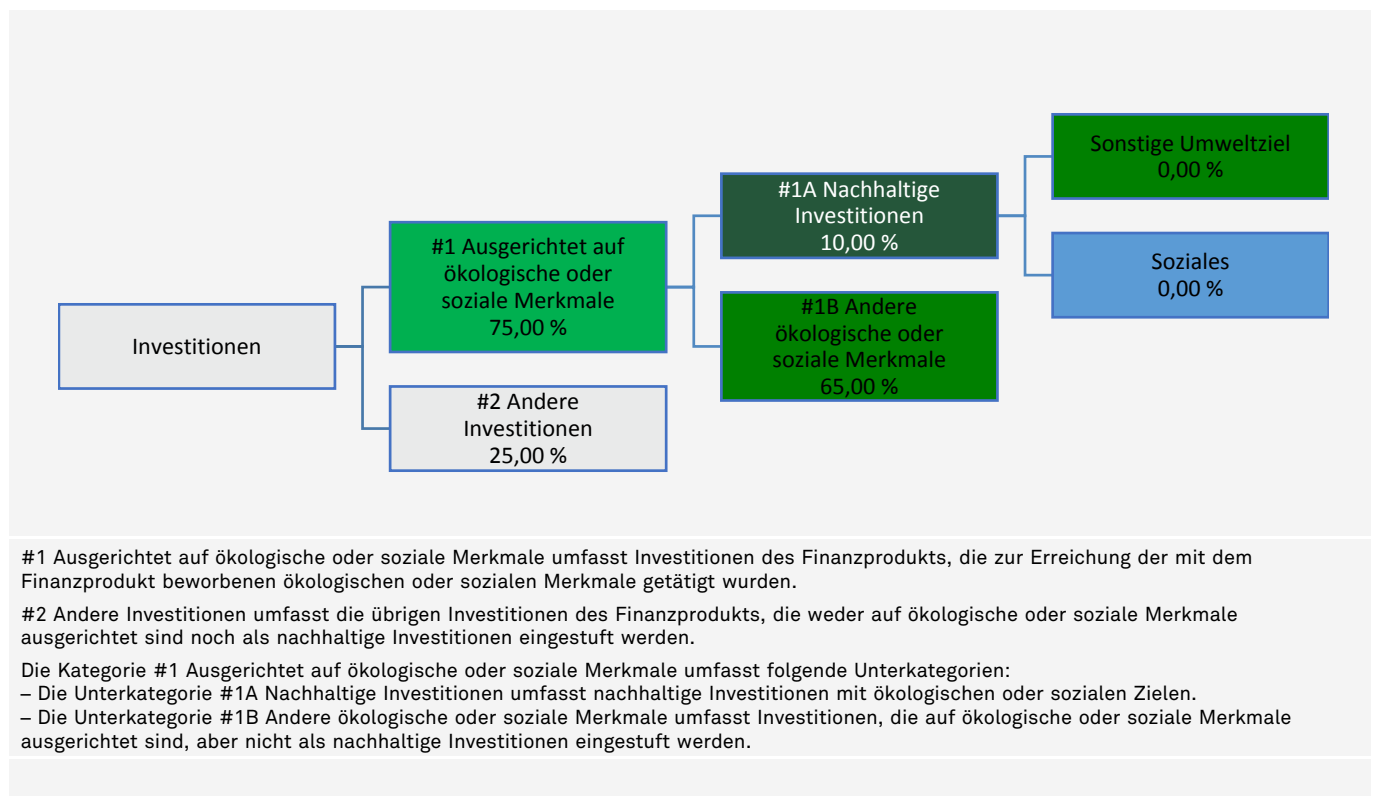 Investitionen
#1 Ausgerichtet auf
ökologische oder
soziale Merkmale
75,00 %
#2 Andere
Investitionen
25,00 %
#1A Nachhaltige
Investitionen
10,00 %
#1B Andere
ökologische oder
soziale Merkmale
65,00 %
Sonstige Umweltziel
0,00 %
Soziales
0,00 %
#1 Ausgerichtet auf ökologische oder soziale Merkmale umfasst Investitionen des Finanzprodukts, die zur Erreichung der mit dem
Finanzprodukt beworbenen ökologischen oder sozialen Merkmale getätigt wurden.
#2 Andere Investitionen umfasst die übrigen Investitionen des Finanzprodukts, die weder auf ökologische oder soziale Merkmale
ausgerichtet sind noch als nachhaltige Investitionen eingestuft werden.
Die Kategorie #1 Ausgerichtet auf ökologische oder soziale Merkmale umfasst folgende Unterkategorien:
– Die Unterkategorie #1A Nachhaltige Investitionen umfasst nachhaltige Investitionen mit ökologischen oder sozialen Zielen.
– Die Unterkategorie #1B Andere ökologische oder soziale Merkmale umfasst Investitionen, die auf ökologische oder soziale Merkmale
ausgerichtet sind, aber nicht als nachhaltige Investitionen eingestuft werden.